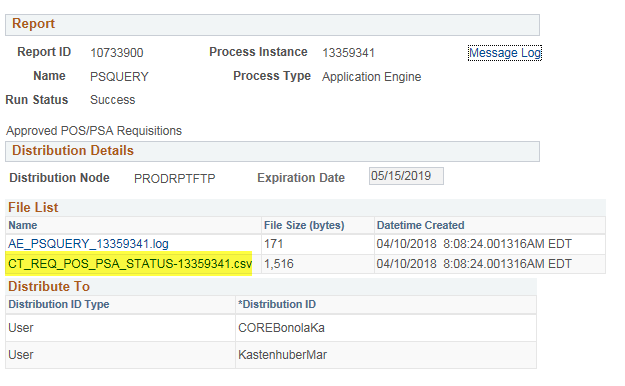 Report
Report ID 10733900 Process Instance 13359341 Message Log
Name PSQUERY Process Type Application Engine
Run Status Success
Approved POS/PSA Requisitions
Distribution Details
Distribution Node PRODRPTFTP Expiration Date 05/15/2019
File List
Name File Size (bytes) Datetime Created
AE_PSQUERY_13359341.log 171 04/10/2018 8:08:24.001316AM EDT
CT_REQ_POS_PSA_STATUS-13359341.csv 1,516 04/10/2018 8:08:24.001316AM EDT
Distribute To
Distribution ID Type *Distribution ID
User COREBonolaKa
User KastenhuberMar